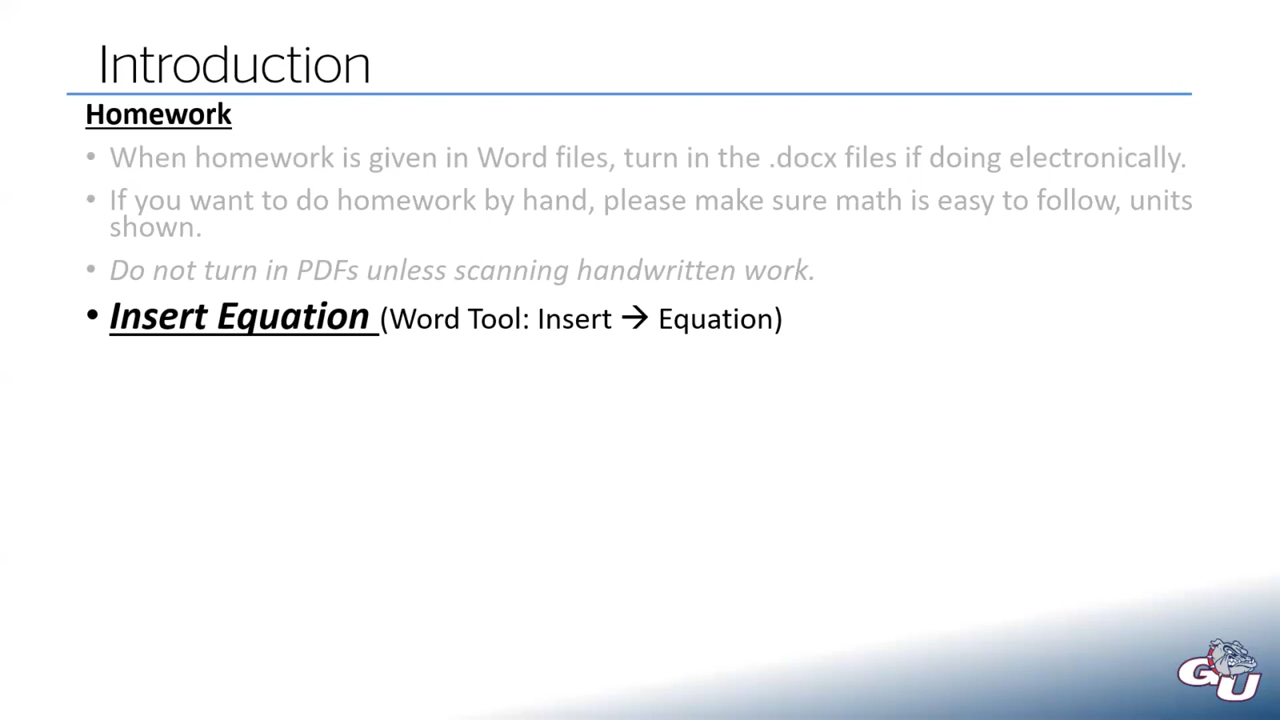 Introduction
Homework
• When homework is given in Word files, turn in the .docx files if doing electronically.
• If you want to do homework by hand, please make sure math is easy to follow, units
shown.
• Do not turn in PDFs unless scanning handwritten work.
• Insert Equation (Word Tool: Insert → Equation)
GU